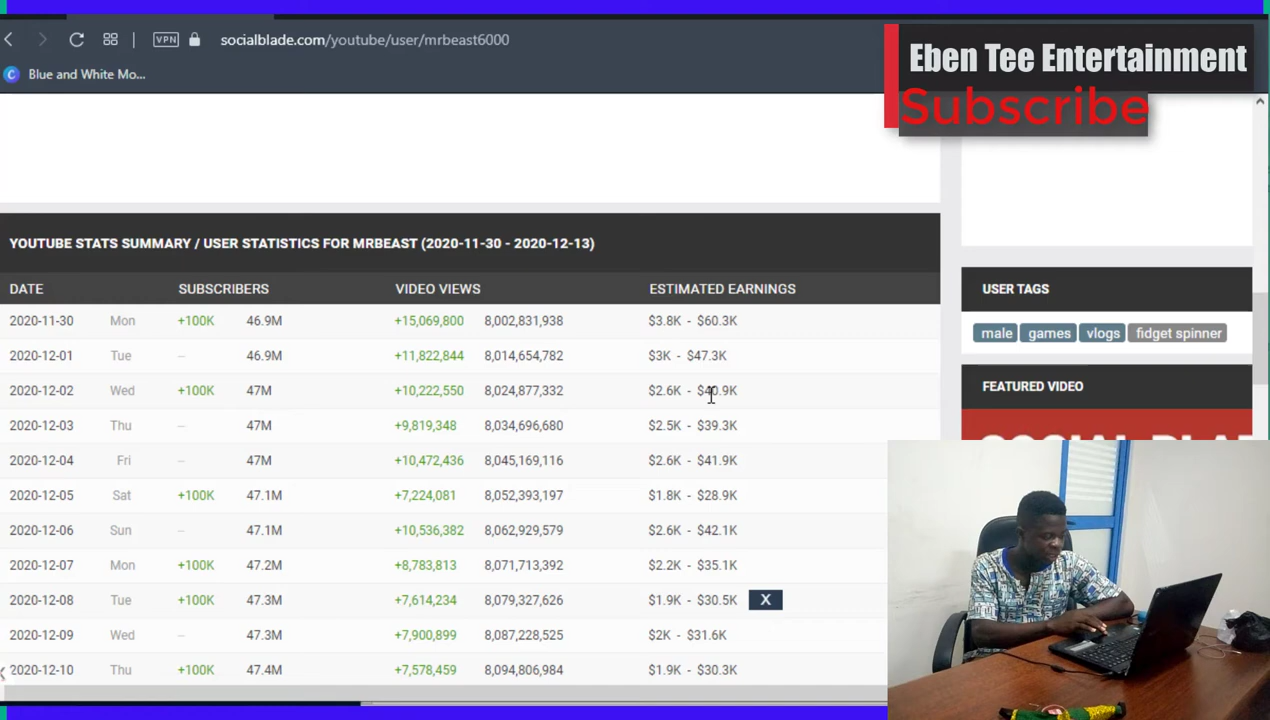 socialblade.com/youtube/user/mrbeast6000
VPN
Blue and White Mo...
Eben Tee Entertainment
Subscribe
YOUTUBE STATS SUMMARY / USER STATISTICS FOR MRBEAST (2020-11-30 - 2020-12-13)
DATE SUBSCRIBERS VIDEO VIEWS ESTIMATED EARNINGS
2020-11-30 Mon +100K 46.9M +15,069,800 8,002,831,938 $3.8K - $60.3K
2020-12-01 Tue -- 46.9M +11,822,844 8,014,654,782 $3K - $47.3K
2020-12-02 Wed +100K 47M +10,222,550 8,024,877,332 $2.6K - $40.9K
2020-12-03 Thu -- 47M +9,819,348 8,034,696,680 $2.5K - $39.3K
2020-12-04 Fri -- 47M +10,472,436 8,045,169,116 $2.6K - $41.9K
2020-12-05 Sat +100K 47.1M +7,224,081 8,052,393,197 $1.8K - $28.9K
2020-12-06 Sun -- 47.1M +10,536,382 8,062,929,579 $2.6K - $42.1K
2020-12-07 Mon +100K 47.2M +8,783,813 8,071,713,392 $2.2K - $35.1K
2020-12-08 Tue +100K 47.3M +7,614,234 8,079,327,626 $1.9K - $30.5K X
2020-12-09 Wed -- 47.3M +7,900,899 8,087,228,525 $2K - $31.6K
2020-12-10 Thu +100K 47.4M +7,578,459 8,094,806,984 $1.9K - $30.3K
USER TAGS
male games vlogs fidget spinner
FEATURED VIDEO